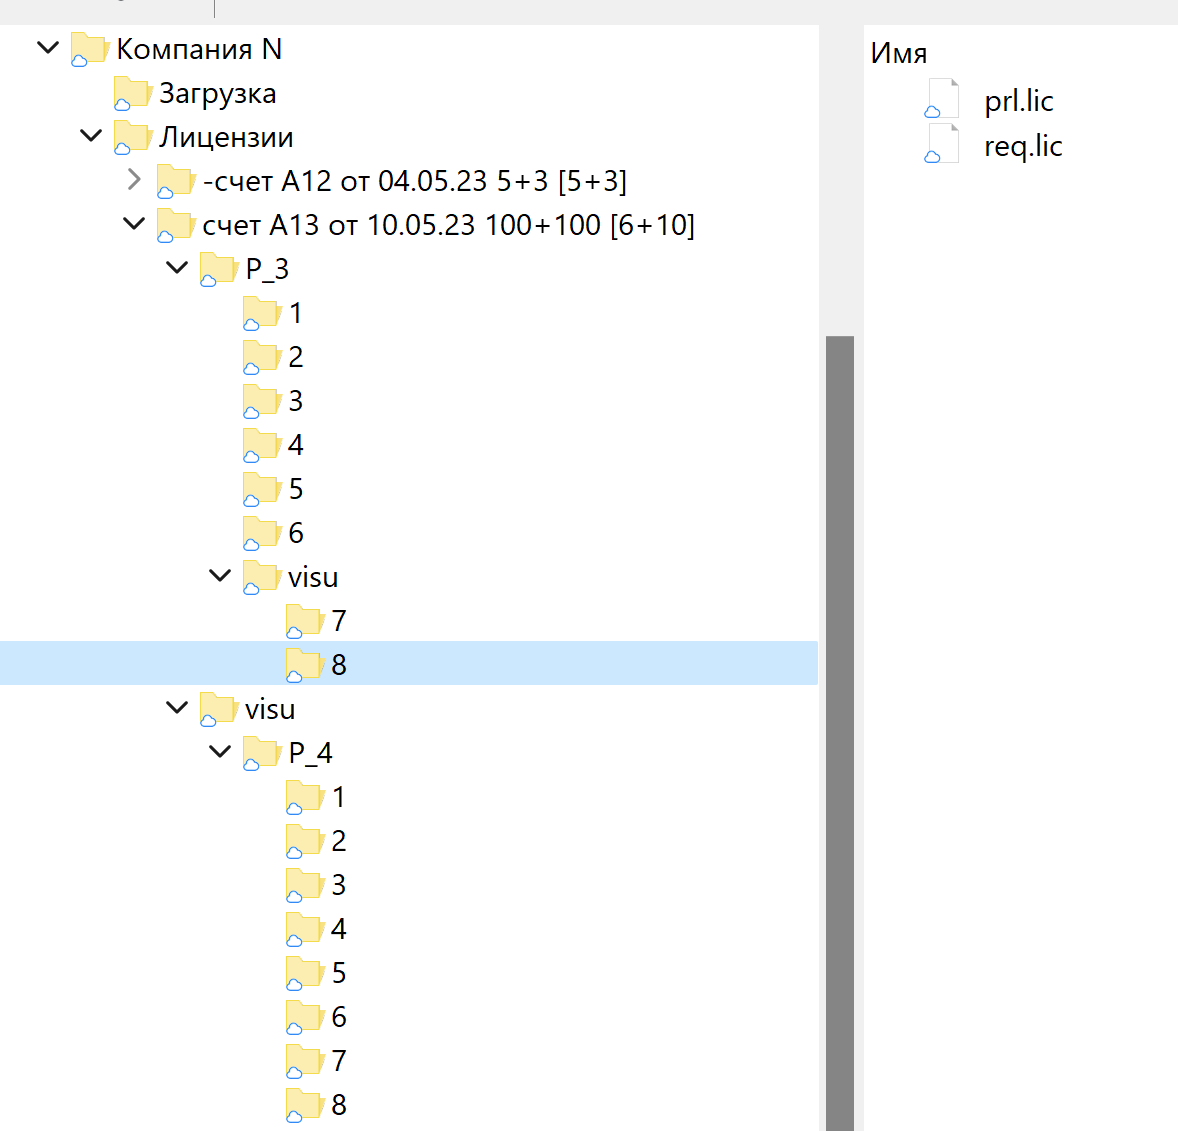 Компания N
Загрузка
Лицензии
-счет А12 от 04.05.23 5+3 [5+3]
счет А13 от 10.05.23 100+100 [6+10]
P_3
1
2
3
4
5
6
visu
7
8
visu
P_4
1
2
3
4
5
6
7
8
Имя
prl.lic
req.lic